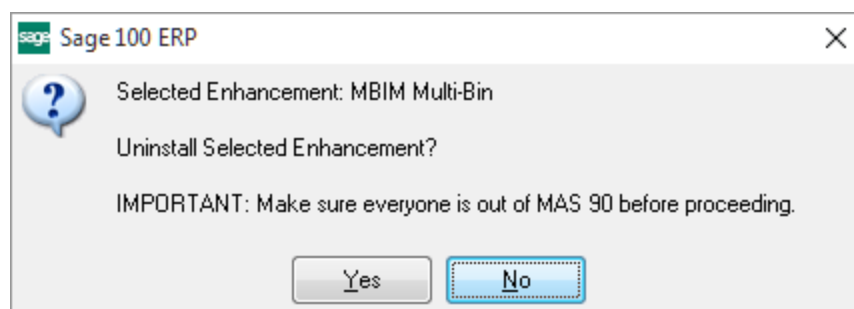 sage Sage 100 ERP
Selected Enhancement: MBIM Multi-Bin
Uninstall Selected Enhancement?
IMPORTANT: Make sure everyone is out of MAS 90 before proceeding.
Yes No